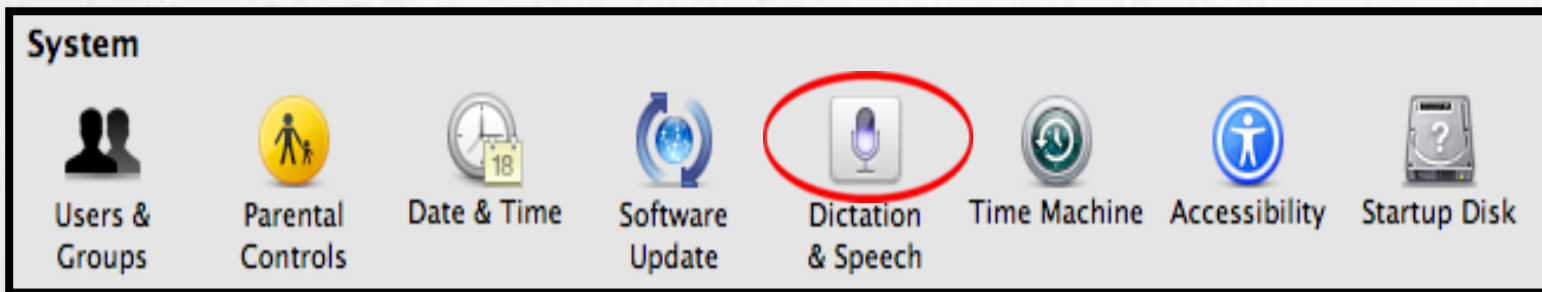 System
18
?
Users & Groups
Parental Controls
Date & Time
Software Update
Dictation & Speech
Time Machine
Accessibility
Startup Disk